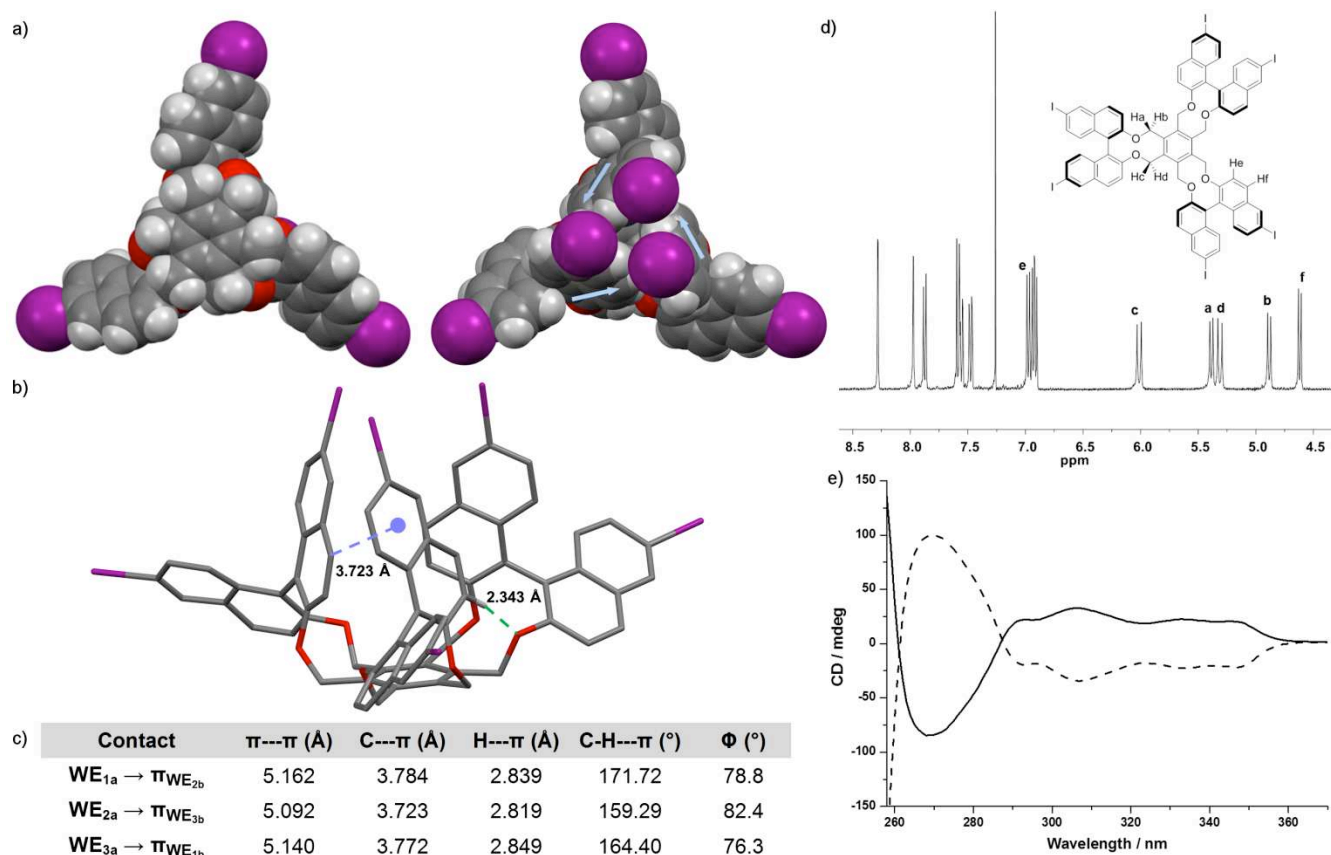 a)
b)
3.723 Å
2.343 Å
c)
Contact π---π (Å) C---π (Å) H---π (Å) C-H---π (°) Φ (°)
WE1a → πWE2b 5.162 3.784 2.839 171.72 78.8
WE2a → πWE3b 5.092 3.723 2.819 159.29 82.4
WE3a → πWE1b 5.140 3.772 2.849 164.40 76.3
d)
I
I
I
I
I
I
Ha Hb
O
O
O
O
O
O
Hc Hd
He
Hf
e
c
a d
b
f
8.5 8.0 7.5 7.0 6.5 6.0 5.5 5.0 4.5
ppm
e)
CD / mdeg
150
100
50
0
-50
-100
-150
260 280 300 320 340 360
Wavelength / nm